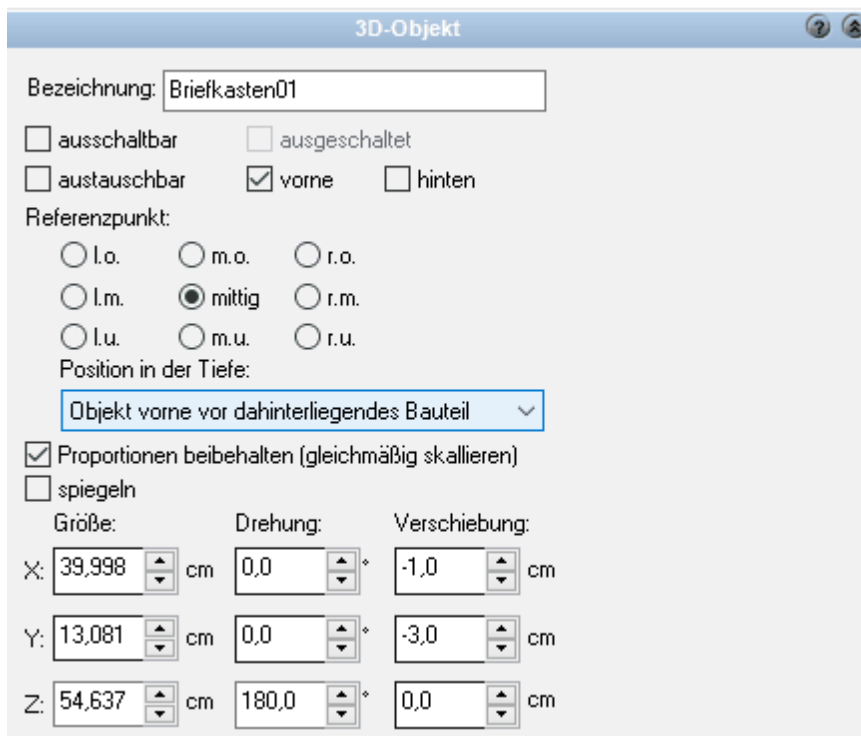 3D-Objekt
Bezeichnung: Briefkasten01
ausschaltbar ausgeschaltet
austauschbar vorne hinten
Referenzpunkt:
l.o. m.o. r.o.
l.m. mittig r.m.
l.u. m.u. r.u.
Position in der Tiefe:
Objekt vorne vor dahinterliegendes Bauteil
Proportionen beibehalten (gleichmäßig skallieren)
spiegeln
Größe: Drehung: Verschiebung:
X: 39,998 cm 0,0 ° -1,0 cm
Y: 13,081 cm 0,0 ° -3,0 cm
Z: 54,637 cm 180,0 ° 0,0 cm